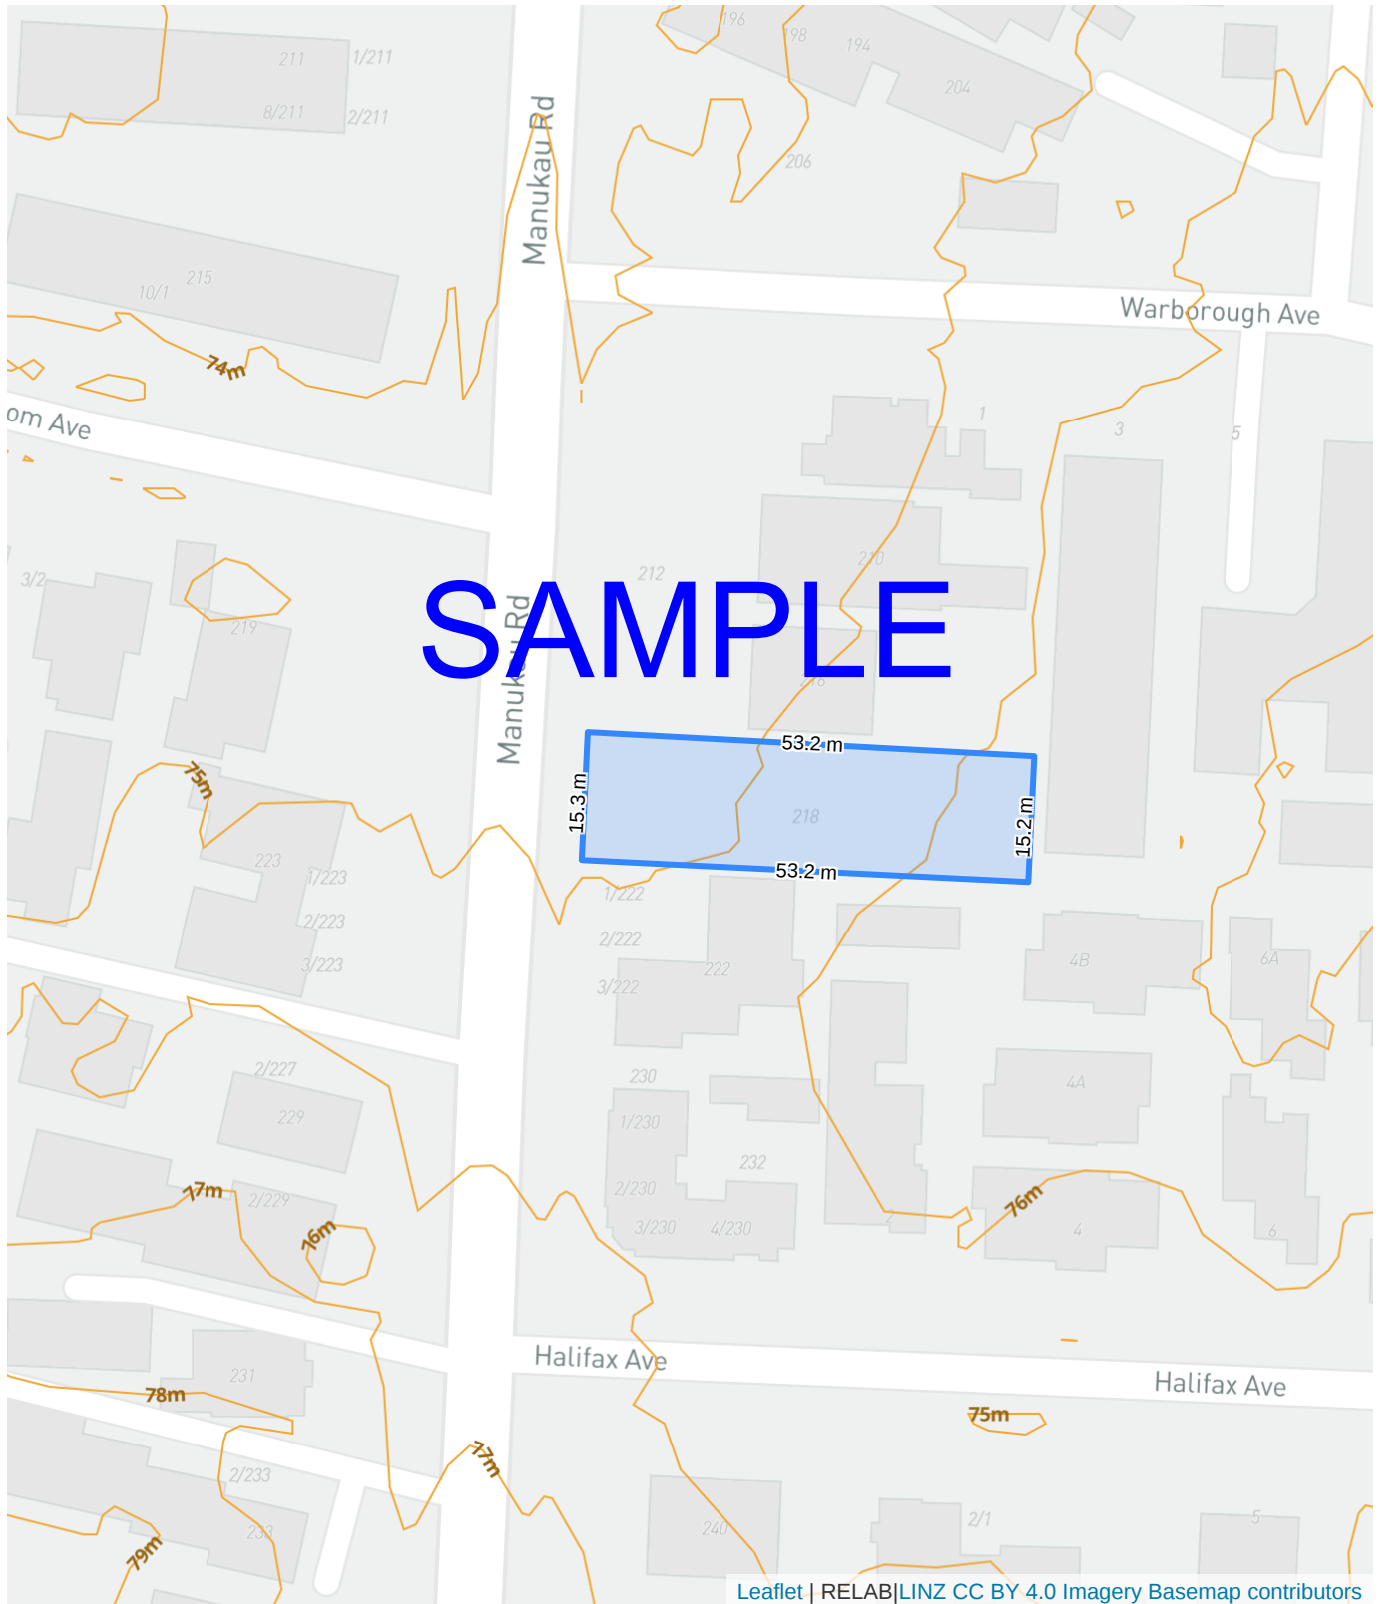 196
198
194
211
1/211
204
8/211
2/211
Manukau Rd
206
215
10/1
Warborough Ave
74m
om Ave
1
3
5
210
212
3/2
SAMPLE
219
Manukau Rd
216
53.2 m
75m
15.3 m
218
15.2 m
53.2 m
223
1/223
1/222
2/223
2/222
3/223
222
3/222
4B
6A
2/227
230
4A
229
1/230
232
77m
2/229
2/230
76m
76m
3/230
4/230
2
4
6
Halifax Ave
231
Halifax Ave
78m
75m
77m
2/233
233
240
2/1
5
79m
Leaflet | RELAB|LINZ CC BY 4.0 Imagery Basemap contributors